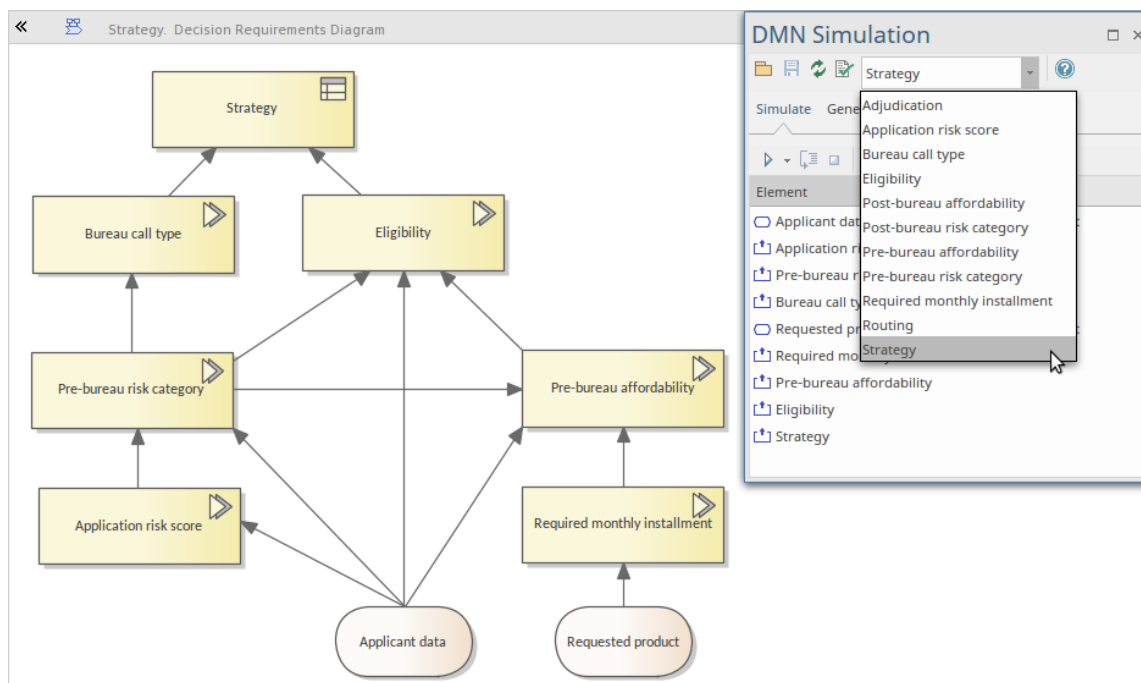 Strategy. Decision Requirements Diagram
Strategy
Bureau call type
Eligibility
Pre-bureau risk category
Pre-bureau affordability
Application risk score
Required monthly installment
Applicant data
Requested product
DMN Simulation
Strategy
Simulate Gene
Adjudication
Application risk score
Bureau call type
Eligibility
Post-bureau affordability
Post-bureau risk category
Pre-bureau affordability
Pre-bureau risk category
Required monthly installment
Routing
Strategy
Element
Applicant dat
Application ri
Pre-bureau r
Bureau call ty
Requested pr
Required mo
Pre-bureau affordability
Eligibility
Strategy